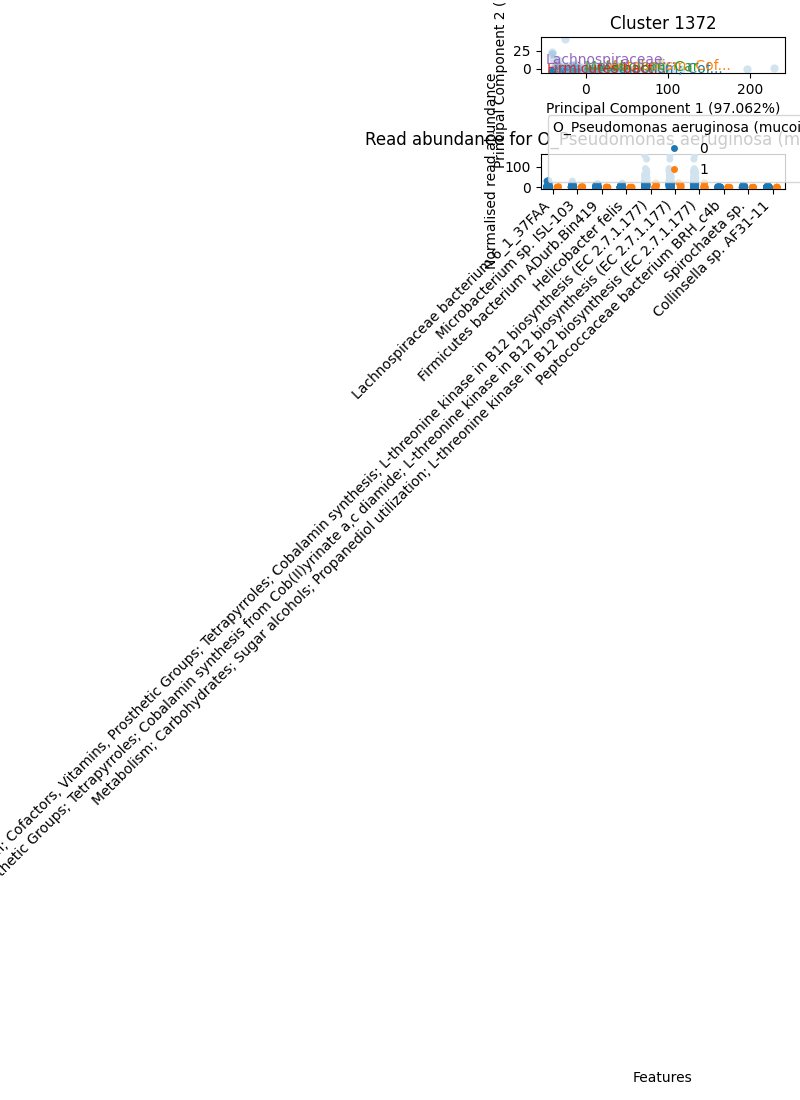 Cluster 1372
Principal Component 2 (
25
0
Lachnospiraceae
0
100
200
Principal Component 1 (97.062%)
O_Pseudomonas aeruginosa (mucoi
0
1
Read abundance for O_Pseudomonas aeruginosa (m
Normalised read abundance
100
0
Lachnospiraceae bacterium 6_1_37FAA
Microbacterium sp. ISL-103
Firmicutes bacterium ADurb.Bin419
Helicobacter felis
; Cofactors, Vitamins, Prosthetic Groups; Tetrapyrroles; Cobalamin synthesis; L-threonine kinase in B12 biosynthesis (EC 2.7.1.177)
thetic Groups; Tetrapyrroles; Cobalamin synthesis from Cob(II)yrinate a,c diamide; L-threonine kinase in B12 biosynthesis (EC 2.7.1.177)
Metabolism; Carbohydrates; Sugar alcohols; Propanediol utilization; L-threonine kinase in B12 biosynthesis (EC 2.7.1.177)
Peptococcaceae bacterium BRH_c4b
Spirochaeta sp.
Collinsella sp. AF31-11
Features